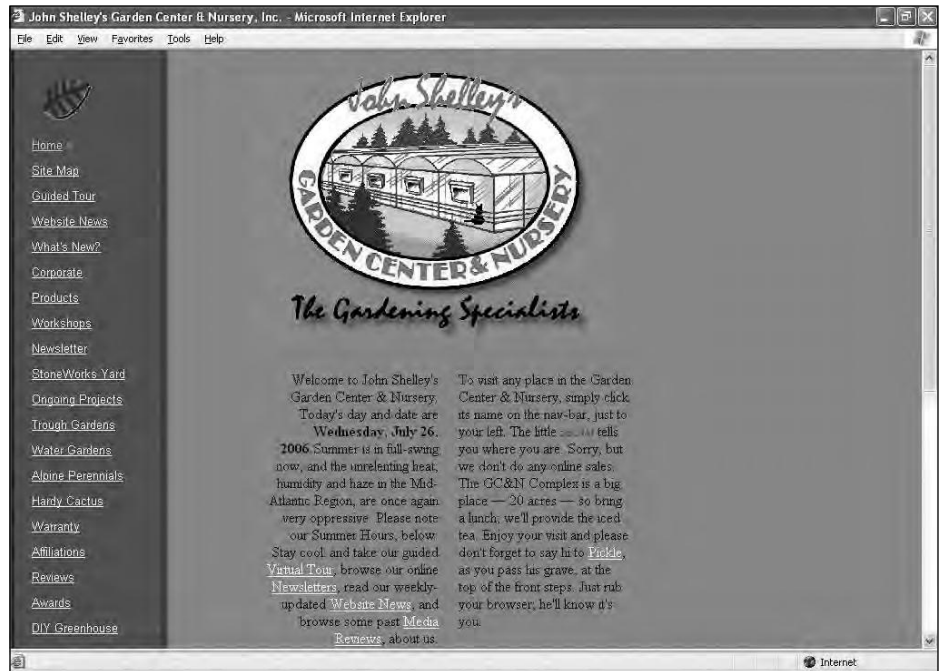 John Shelley's Garden Center & Nursery, Inc. - Microsoft Internet Explorer
File Edit View Favorites Tools Help
Home
Site Map
Guided Tour
Website News
What's New?
Corporate
Products
Workshops
Newsletter
StoneWorks Yard
Ongoing Projects
Trough Gardens
Water Gardens
Alpine Perennials
Hardy Cactus
Warranty
Affiliations
Reviews
Awards
DIY Greenhouse
John Shelley's
GARDEN CENTER & NURSERY
The Gardening Specialists
Welcome to John Shelley's
Garden Center & Nursery.
Today's day and date are
Wednesday, July 26,
2006.Summer is in full-swing
now, and the unrelenting heat,
humidity and haze in the Mid-
Atlantic Region, are once again
very oppressive. Please note
our Summer Hours, below.
Stay cool and take our guided
Virtual Tour, browse our online
Newsletters, read our weekly-
updated Website News, and
browse some past Media
Reviews, about us.
To visit any place in the Garden
Center & Nursery, simply click
its name on the nav-bar, just to
your left. The little tells
you where you are. Sorry, but
we don't do any online sales.
The GC&N Complex is a big
place — 20 acres — so bring
a lunch; we'll provide the iced
tea. Enjoy your visit and please
don't forget to say hi to Pickle,
as you pass his grave, at the
top of the front steps. Just rub
your browser; he'll know it's
you.
Internet